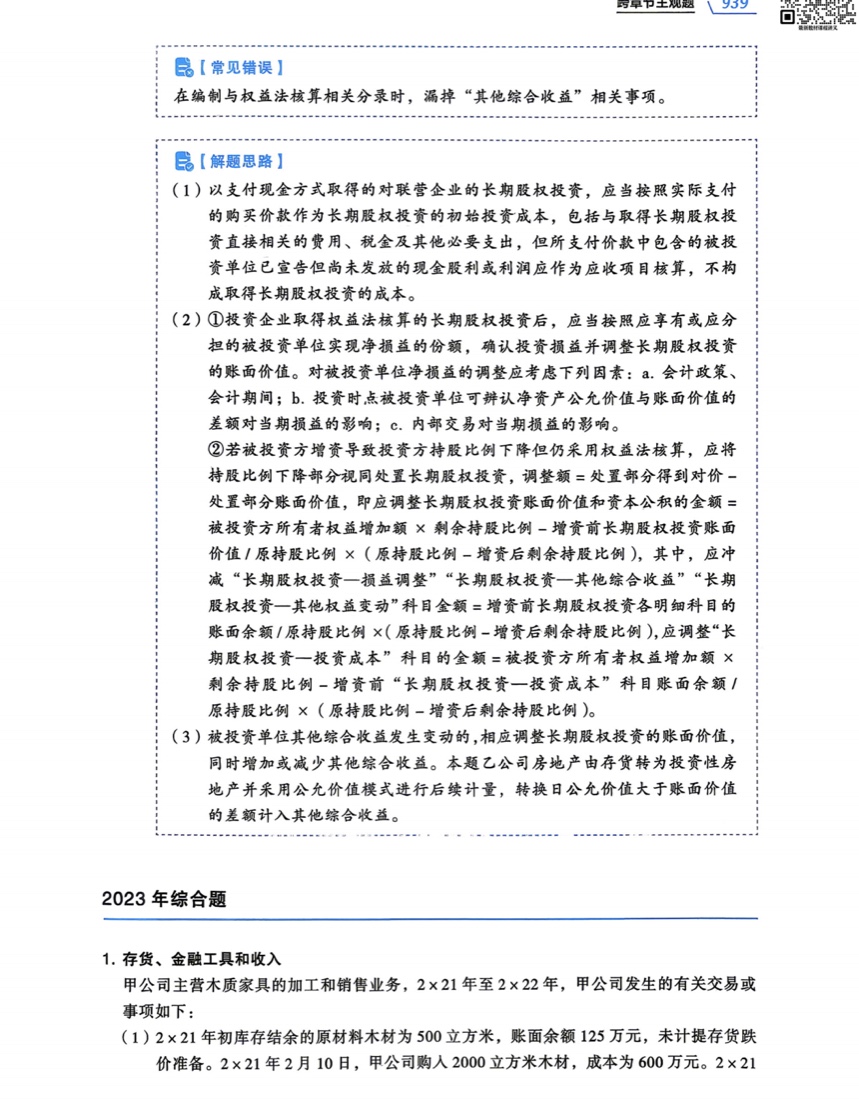 跨章节主观题 939
【常见错误】
在编制与权益法核算相关分录时，漏掉“其他综合收益”相关事项。
【解题思路】
（1）以支付现金方式取得的对联营企业的长期股权投资，应当按照实际支付
的购买价款作为长期股权投资的初始投资成本，包括与取得长期股权投
资直接相关的费用、税金及其他必要支出，但所支付价款中包含的被投
资单位已宣告但尚未发放的现金股利或利润应作为应收项目核算，不构
成取得长期股权投资的成本。
（2）①投资企业取得权益法核算的长期股权投资后，应当按照应享有或应分
担的被投资单位实现净损益的份额，确认投资损益并调整长期股权投资
的账面价值。对被投资单位净损益的调整应考虑下列因素：a. 会计政策、
会计期间；b. 投资时点被投资单位可辨认净资产公允价值与账面价值的
差额对当期损益的影响；c. 内部交易对当期损益的影响。
②若被投资方增资导致投资方持股比例下降但仍采用权益法核算，应将
持股比例下降部分视同处置长期股权投资，调整额 = 处置部分得到对价 –
处置部分账面价值，即应调整长期股权投资账面价值和资本公积的金额 =
被投资方所有者权益增加额 × 剩余持股比例 – 增资前长期股权投资账面
价值 / 原持股比例 ×（原持股比例 – 增资后剩余持股比例），其中，应冲
减“长期股权投资—损益调整”“长期股权投资—其他综合收益”“长期
股权投资—其他权益变动”科目金额 = 增资前长期股权投资各明细科目的
账面余额 / 原持股比例 ×（原持股比例 – 增资后剩余持股比例），应调整“长
期股权投资—投资成本”科目的金额 = 被投资方所有者权益增加额 ×
剩余持股比例 – 增资前“长期股权投资—投资成本”科目账面余额 /
原持股比例 ×（原持股比例 – 增资后剩余持股比例）。
（3）被投资单位其他综合收益发生变动的，相应调整长期股权投资的账面价值，
同时增加或减少其他综合收益。本题乙公司房地产由存货转为投资性房
地产并采用公允价值模式进行后续计量，转换日公允价值大于账面价值
的差额计入其他综合收益。
2023 年综合题
1. 存货、金融工具和收入
甲公司主营木质家具的加工和销售业务，2×21 年至 2×22 年，甲公司发生的有关交易或
事项如下：
（1）2×21 年初库存结余的原材料木材为 500 立方米，账面余额 125 万元，未计提存货跌
价准备。2×21 年 2 月 10 日，甲公司购入 2000 立方米木材，成本为 600 万元。2×21